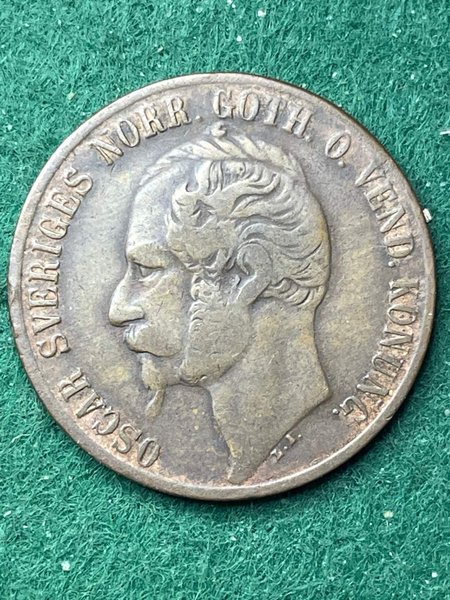 OSCAR SVERIGES NORR. GOTH. O. VEND. KONUNG.
L.A.